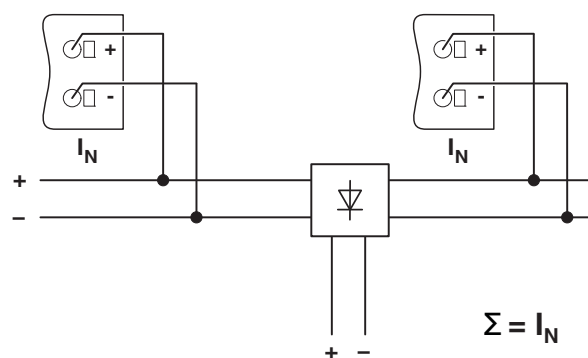 +
-
I_N
+
-
I_N
+
–
+ –
Σ = I_N